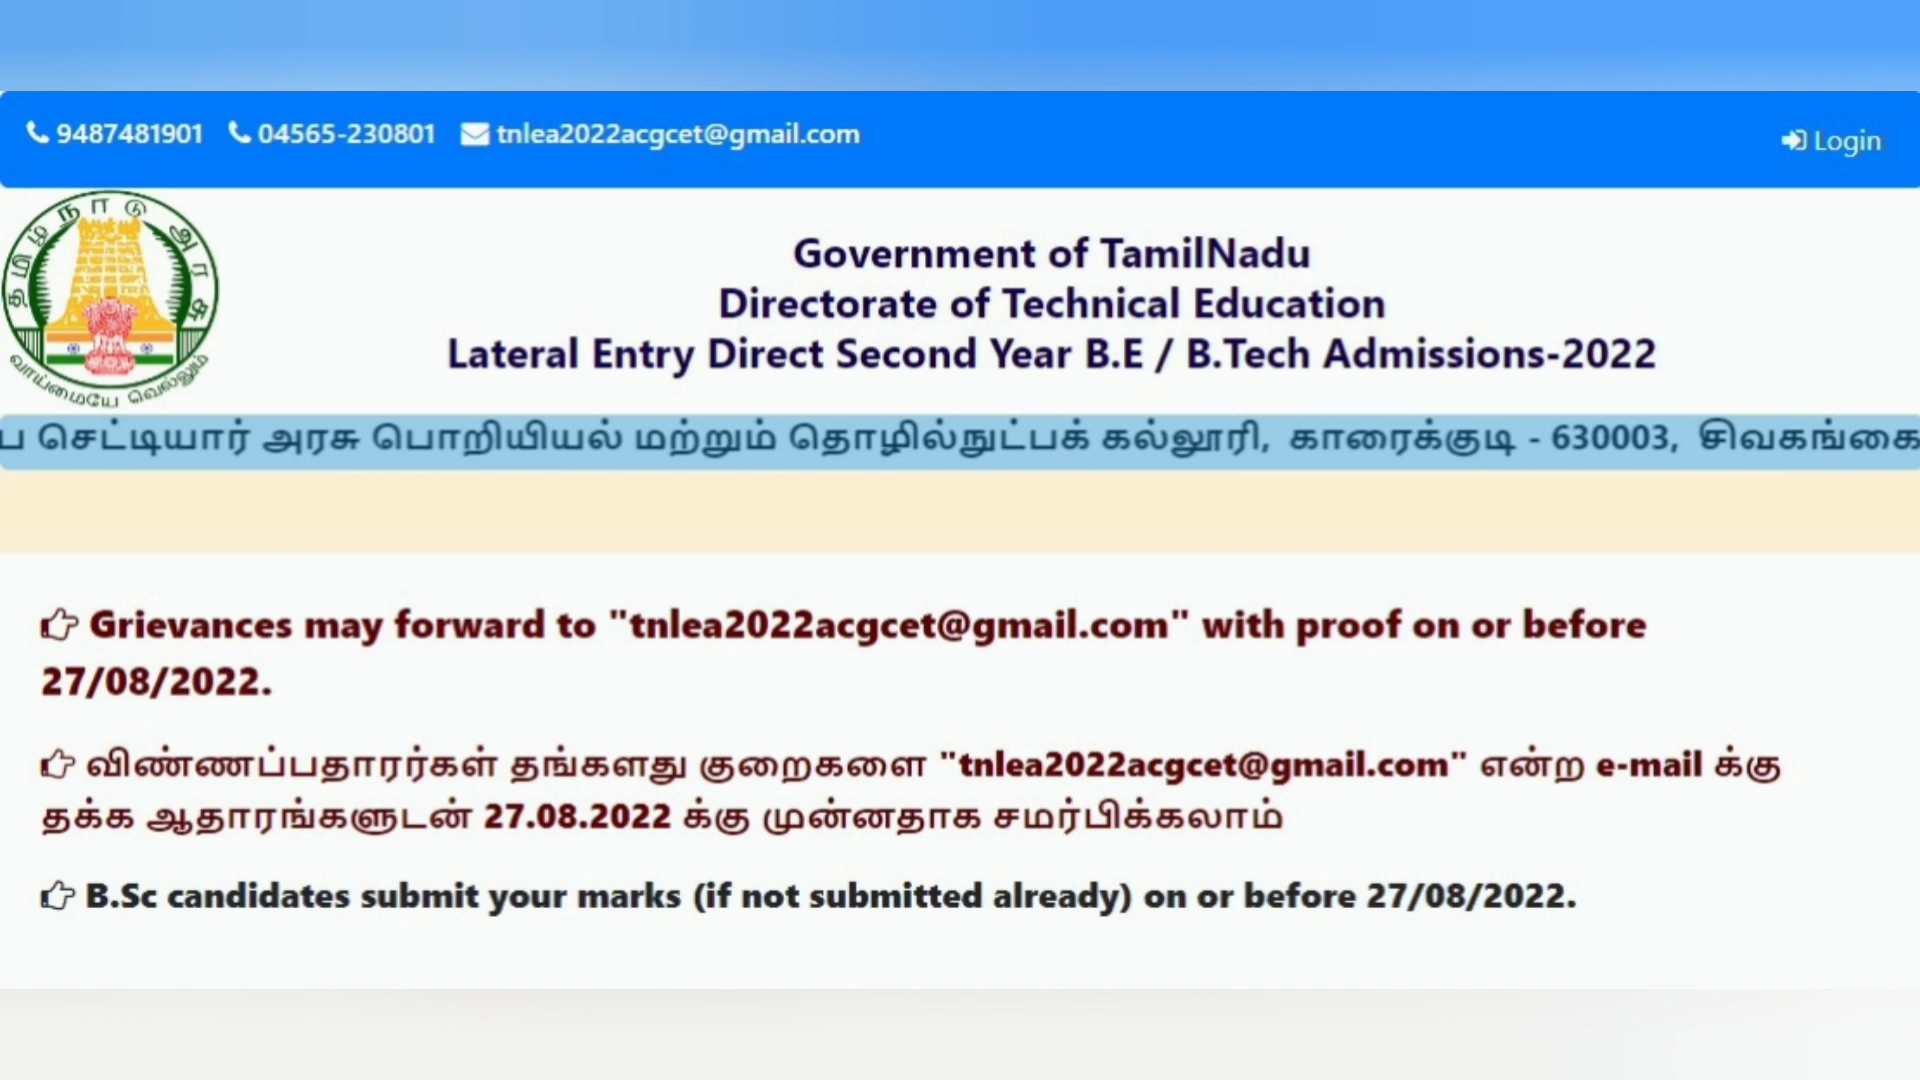 9487481901 04565-230801 tnlea2022acgcet@gmail.com Login
தமிழ்நாடு அரசு
வாய்மையே வெல்லும்
Government of TamilNadu
Directorate of Technical Education
Lateral Entry Direct Second Year B.E / B.Tech Admissions-2022
ப செட்டியார் அரசு பொறியியல் மற்றும் தொழில்நுட்பக் கல்லூரி, காரைக்குடி - 630003, சிவகங்கை
Grievances may forward to "tnlea2022acgcet@gmail.com" with proof on or before
27/08/2022.
விண்ணப்பதாரர்கள் தங்களது குறைகளை "tnlea2022acgcet@gmail.com" என்ற e-mail க்கு
தக்க ஆதாரங்களுடன் 27.08.2022 க்கு முன்னதாக சமர்பிக்கலாம்
B.Sc candidates submit your marks (if not submitted already) on or before 27/08/2022.